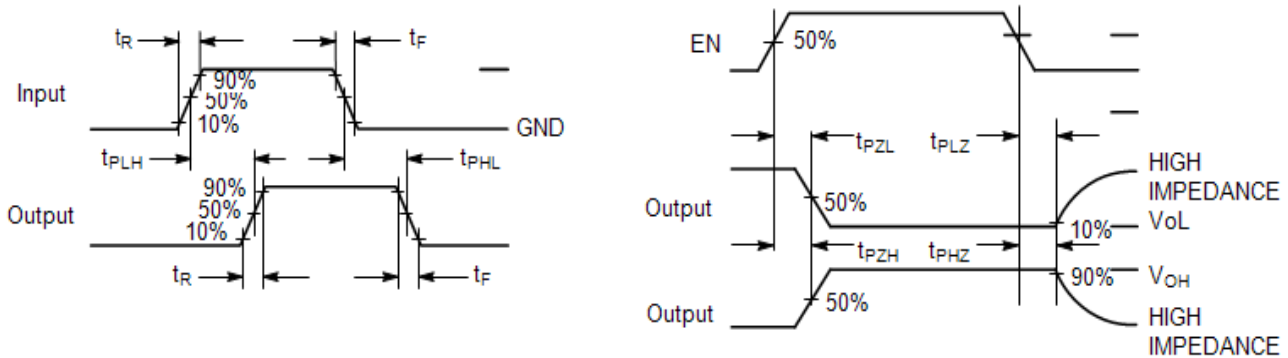 tR
tF
90%
50%
10%
Input
GND
tPLH
tPHL
90%
50%
10%
Output
tR
tF
EN
50%
tPZL
tPLZ
HIGH
IMPEDANCE
Output
50%
10%
VoL
tPZH
tPHZ
90%
VOH
50%
Output
HIGH
IMPEDANCE